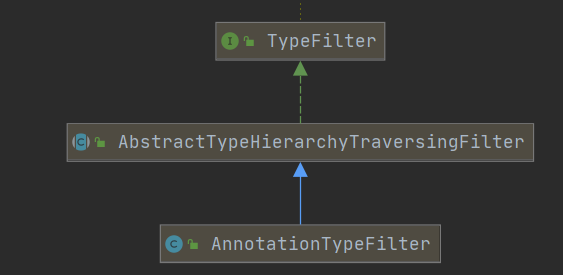 I TypeFilter
C AbstractTypeHierarchyTraversingFilter
C AnnotationTypeFilter